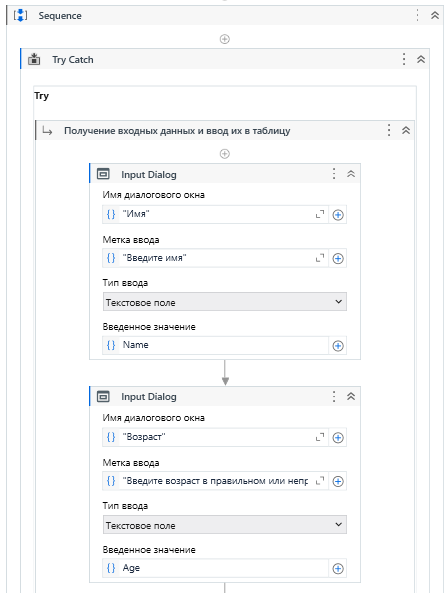 Sequence
Try Catch
Try
Получение входных данных и ввод их в таблицу
Input Dialog
Имя диалогового окна
"Имя"
Метка ввода
"Введите имя"
Тип ввода
Текстовое поле
Введенное значение
Name
Input Dialog
Имя диалогового окна
"Возраст"
Метка ввода
"Введите возраст в правильном или непр
Тип ввода
Текстовое поле
Введенное значение
Age